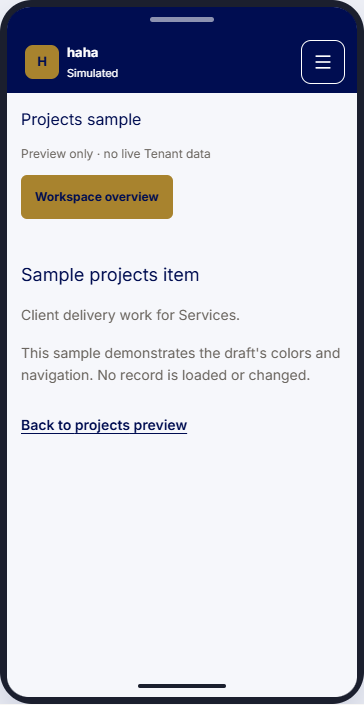 H
haha
Simulated
Projects sample
Preview only · no live Tenant data
Workspace overview
Sample projects item
Client delivery work for Services.
This sample demonstrates the draft's colors and
navigation. No record is loaded or changed.
Back to projects preview